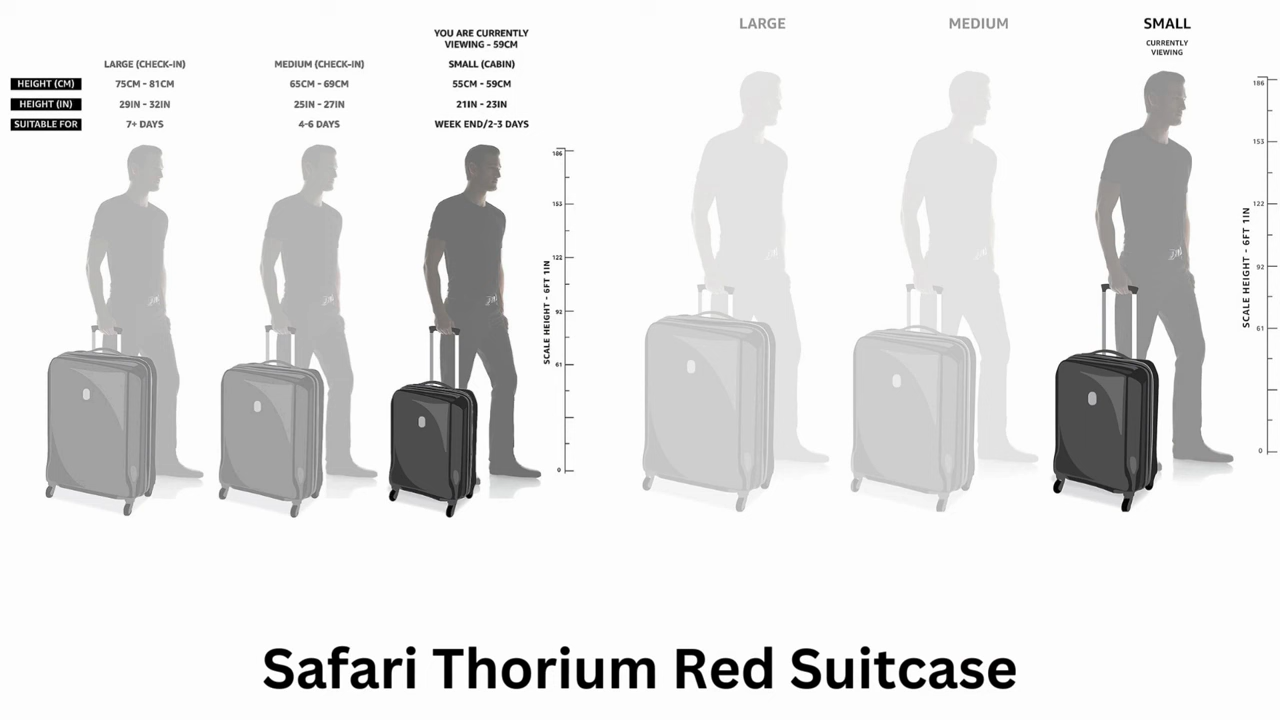 YOU ARE CURRENTLY
VIEWING - 59CM
LARGE (CHECK-IN) MEDIUM (CHECK-IN) SMALL (CABIN)
HEIGHT (CM) 75CM - 81CM 65CM - 69CM 55CM - 59CM
HEIGHT (IN) 29IN - 32IN 25IN - 27IN 21IN - 23IN
SUITABLE FOR 7+ DAYS 4-6 DAYS WEEK END/2-3 DAYS
186
153
122
92
61
0
SCALE HEIGHT - 6FT 1IN
LARGE MEDIUM SMALL
CURRENTLY
VIEWING
186
153
122
92
61
0
SCALE HEIGHT - 6FT 1IN
Safari Thorium Red Suitcase